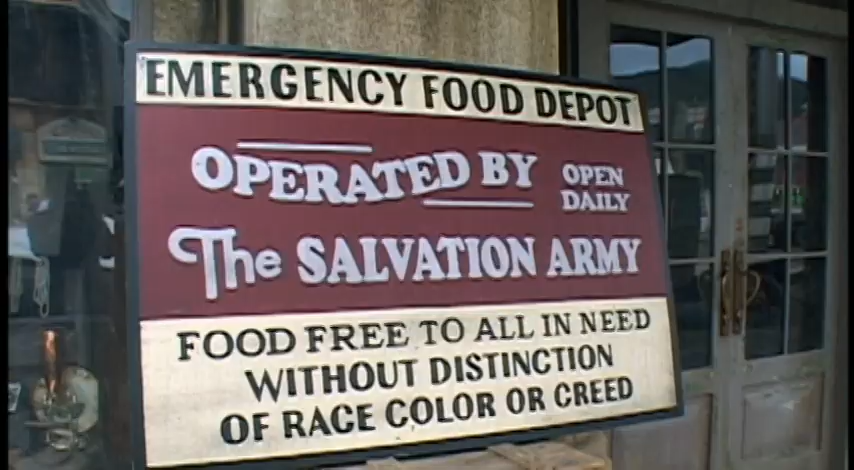 EMERGENCY FOOD DEPOT
OPERATED BY OPEN DAILY
The SALVATION ARMY
FOOD FREE TO ALL IN NEED
WITHOUT DISTINCTION
OF RACE COLOR OR CREED